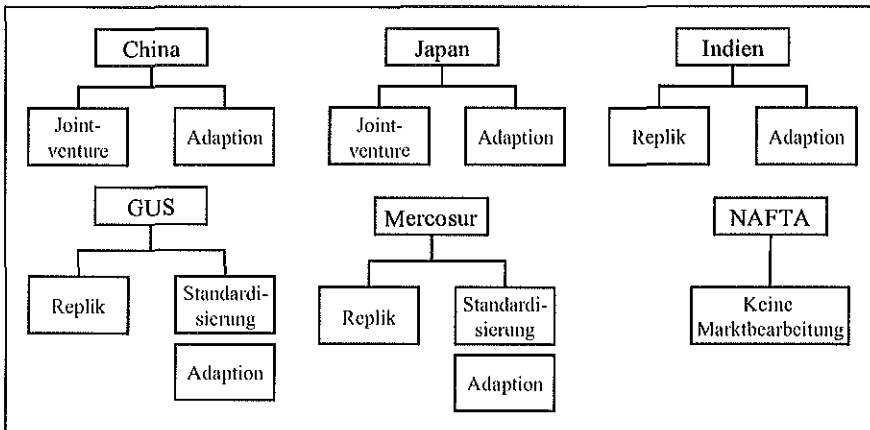 China
Japan
Indien
Joint-
venture
Adaption
Joint-
venture
Adaption
Replik
Adaption
GUS
Mercosur
NAFTA
Replik
Standardi-
sierung
Adaption
Replik
Standardi-
sierung
Adaption
Keine
Marktbearbeitung